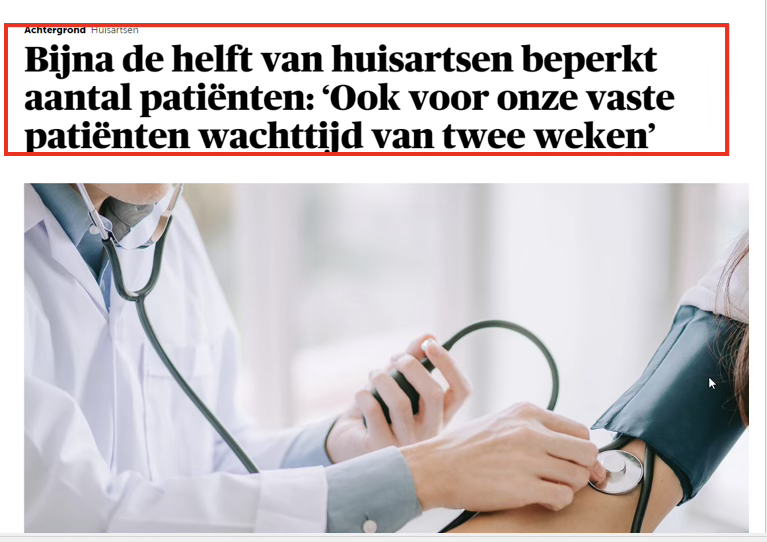 Achtergrond Huisartsen
Bijna de helft van huisartsen beperkt
aantal patiënten: ‘Ook voor onze vaste
patiënten wachttijd van twee weken’